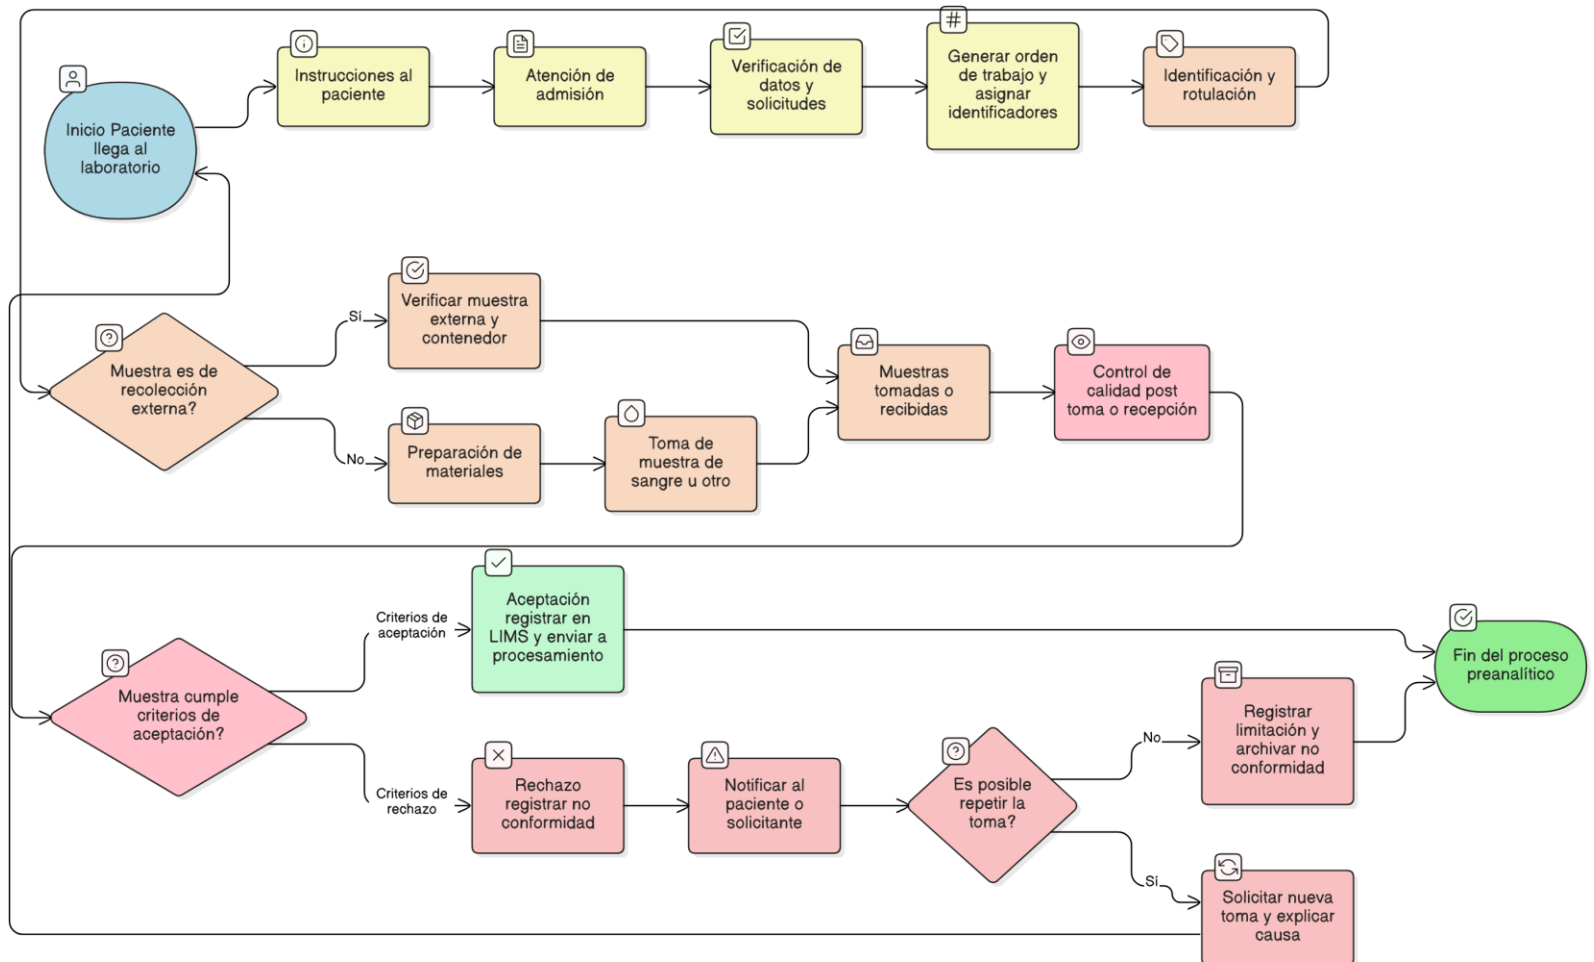 Instrucciones al
paciente
Atención de
admisión
Verificación de
datos y
solicitudes
#
Generar orden
de trabajo y
asignar
identificadores
Identificación y
rotulación
Inicio Paciente
llega al
laboratorio
Muestra es de
recolección
externa?
Sí
Verificar muestra
externa y
contenedor
No
Preparación de
materiales
Toma de
muestra de
sangre u otro
Muestras
tomadas o
recibidas
Control de
calidad post
toma o recepción
Muestra cumple
criterios de
aceptación?
Criterios de
aceptación
Aceptación
registrar en
LIMS y enviar a
procesamiento
Criterios de
rechazo
Rechazo
registrar no
conformidad
Notificar al
paciente o
solicitante
Es posible
repetir la
toma?
No
Registrar
limitación y
archivar no
conformidad
Sí
Solicitar nueva
toma y explicar
causa
Fin del proceso
preanalítico